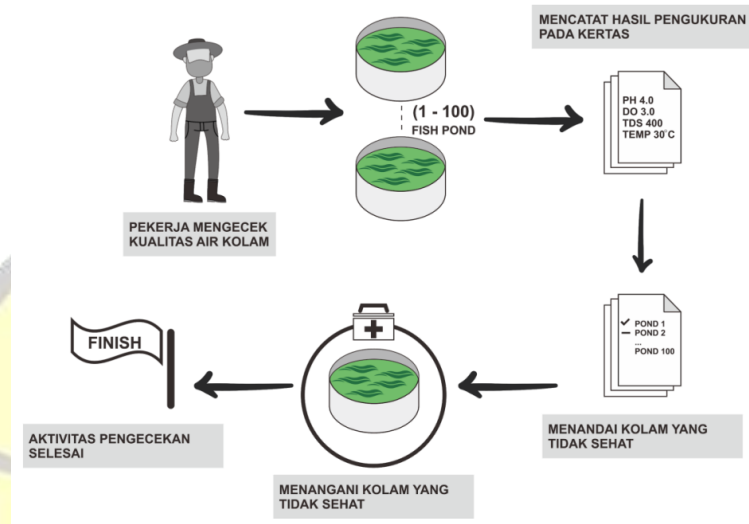 MENCATAT HASIL PENGUKURAN
PADA KERTAS
(1 - 100)
FISH POND
PH 4.0
DO 3.0
TDS 400
TEMP 30°C
PEKERJA MENGECEK
KUALITAS AIR KOLAM
FINISH
POND 1
POND 2
...
POND 100
AKTIVITAS PENGECEKAN
SELESAI
MENANDAI KOLAM YANG
TIDAK SEHAT
MENANGANI KOLAM YANG
TIDAK SEHAT